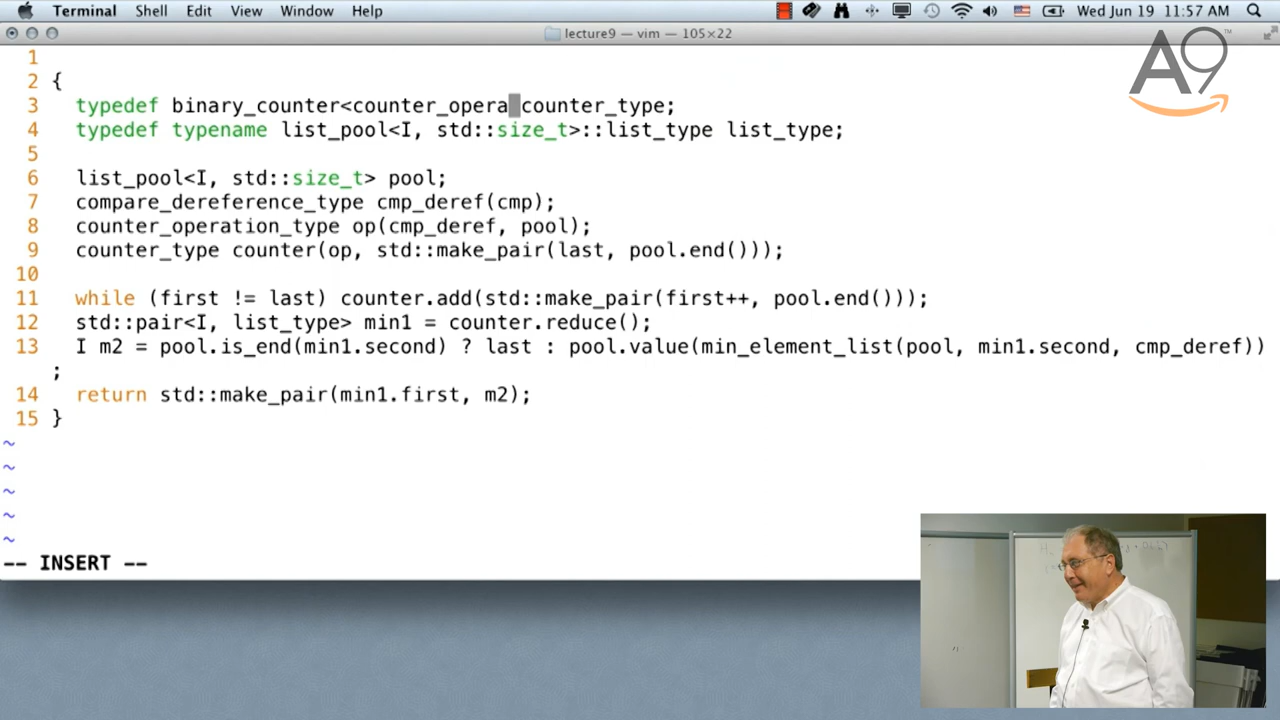 Terminal Shell Edit View Window Help Wed Jun 19 11:57 AM
lecture9 — vim — 105×22
A9™
1
2 {
3 typedef binary_counter<counter_opera counter_type;
4 typedef typename list_pool<I, std::size_t>::list_type list_type;
5
6 list_pool<I, std::size_t> pool;
7 compare_dereference_type cmp_deref(cmp);
8 counter_operation_type op(cmp_deref, pool);
9 counter_type counter(op, std::make_pair(last, pool.end()));
10
11 while (first != last) counter.add(std::make_pair(first++, pool.end()));
12 std::pair<I, list_type> min1 = counter.reduce();
13 I m2 = pool.is_end(min1.second) ? last : pool.value(min_element_list(pool, min1.second, cmp_deref))
;
14 return std::make_pair(min1.first, m2);
15 }
~
~
~
~
~
-- INSERT --